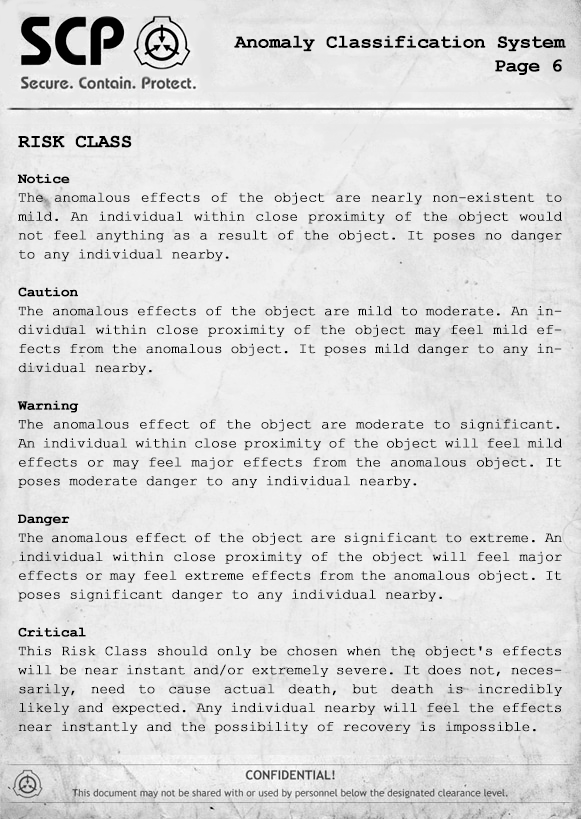 SCP
Secure. Contain. Protect.
Anomaly Classification System
Page 6
RISK CLASS
Notice
The anomalous effects of the object are nearly non-existent to
mild. An individual within close proximity of the object would
not feel anything as a result of the object. It poses no danger
to any individual nearby.
Caution
The anomalous effects of the object are mild to moderate. An in-
dividual within close proximity of the object may feel mild ef-
fects from the anomalous object. It poses mild danger to any in-
dividual nearby.
Warning
The anomalous effect of the object are moderate to significant.
An individual within close proximity of the object will feel mild
effects or may feel major effects from the anomalous object. It
poses moderate danger to any individual nearby.
Danger
The anomalous effect of the object are significant to extreme. An
individual within close proximity of the object will feel major
effects or may feel extreme effects from the anomalous object. It
poses significant danger to any individual nearby.
Critical
This Risk Class should only be chosen when the object's effects
will be near instant and/or extremely severe. It does not, neces-
sarily, need to cause actual death, but death is incredibly
likely and expected. Any individual nearby will feel the effects
near instantly and the possibility of recovery is impossible.
CONFIDENTIAL!
This document may not be shared with or used by personnel below the designated clearance level.